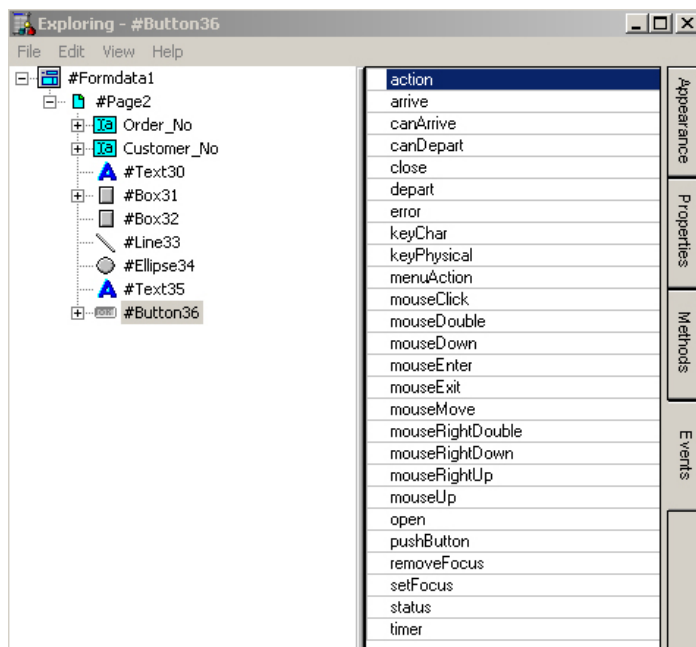 Exploring - #Button36
File Edit View Help
#Formdata1
#Page2
Order_No
Customer_No
#Text30
#Box31
#Box32
#Line33
#Ellipse34
#Text35
#Button36
action
arrive
canArrive
canDepart
close
depart
error
keyChar
keyPhysical
menuAction
mouseClick
mouseDouble
mouseDown
mouseEnter
mouseExit
mouseMove
mouseRightDouble
mouseRightDown
mouseRightUp
mouseUp
open
pushButton
removeFocus
setFocus
status
timer
Appearance
Properties
Methods
Events